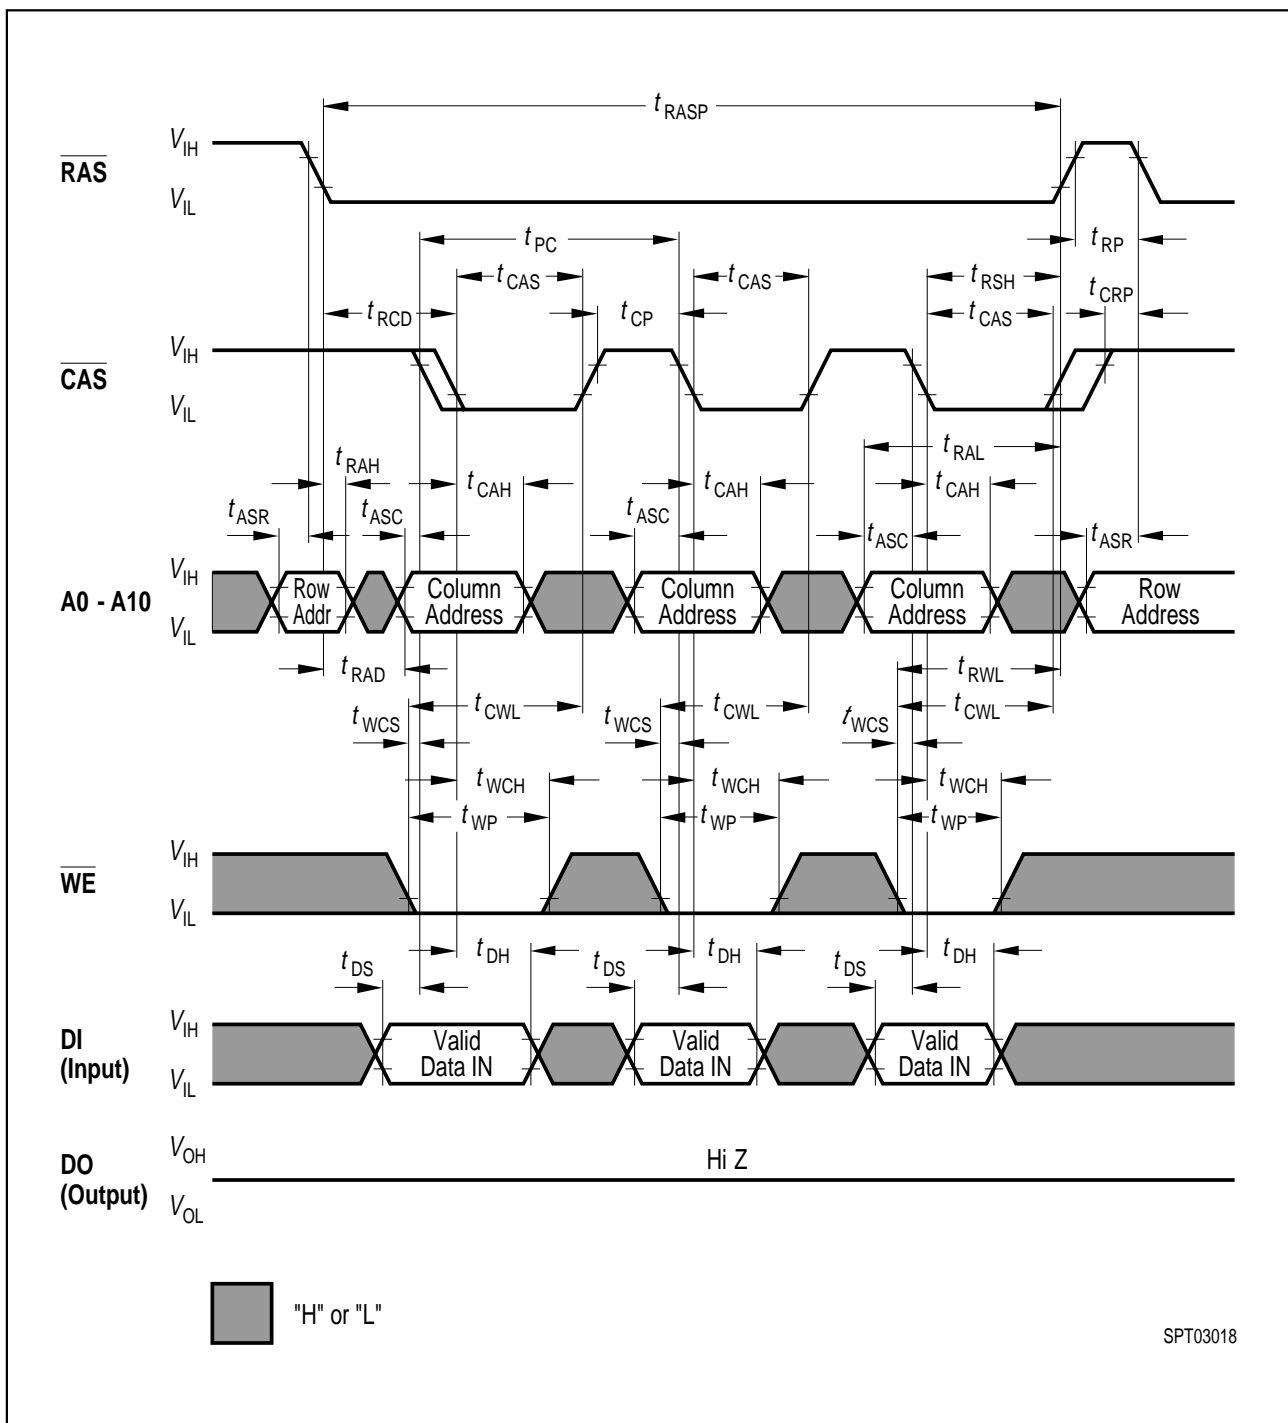 tRASP
VIH
RAS
VIL
tPC
tRP
tCAS
tCAS
tRSH
tCRP
tRCD
tCP
tCAS
VIH
CAS
VIL
tRAH
tRAL
tCAH
tCAH
tCAH
tASR
tASC
tASC
tASC
tASR
VIH
A0 - A10
VIL
Row
Addr
Column
Address
Column
Address
Column
Address
Row
Address
tRAD
tRWL
tCWL
tCWL
tCWL
tWCS
tWCS
tWCS
tWCH
tWCH
tWCH
tWP
tWP
tWP
VIH
WE
VIL
tDH
tDH
tDH
tDS
tDS
tDS
VIH
DI
(Input)
VIL
Valid
Data IN
Valid
Data IN
Valid
Data IN
VOH
DO
(Output)
VOL
Hi Z
"H" or "L"
SPT03018